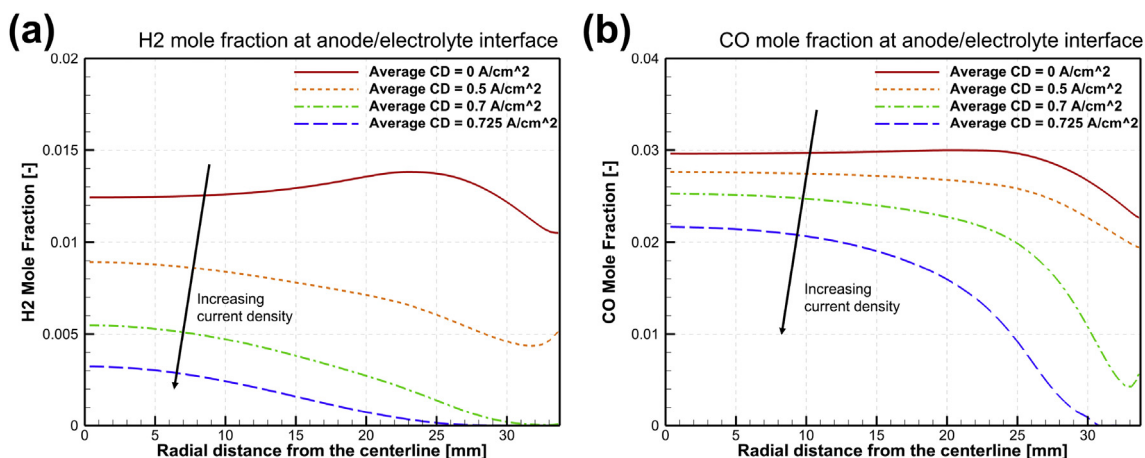 (a)
H2 mole fraction at anode/electrolyte interface
0.02
0.015
0.01
0.005
0
H2 Mole Fraction [-]
Average CD = 0 A/cm^2
Average CD = 0.5 A/cm^2
Average CD = 0.7 A/cm^2
Average CD = 0.725 A/cm^2
Increasing
current density
0 5 10 15 20 25 30
Radial distance from the centerline [mm]
(b)
CO mole fraction at anode/electrolyte interface
0.04
0.03
0.02
0.01
0
CO Mole Fraction [-]
Average CD = 0 A/cm^2
Average CD = 0.5 A/cm^2
Average CD = 0.7 A/cm^2
Average CD = 0.725 A/cm^2
Increasing
current density
0 5 10 15 20 25 30
Radial distance from the centerline [mm]